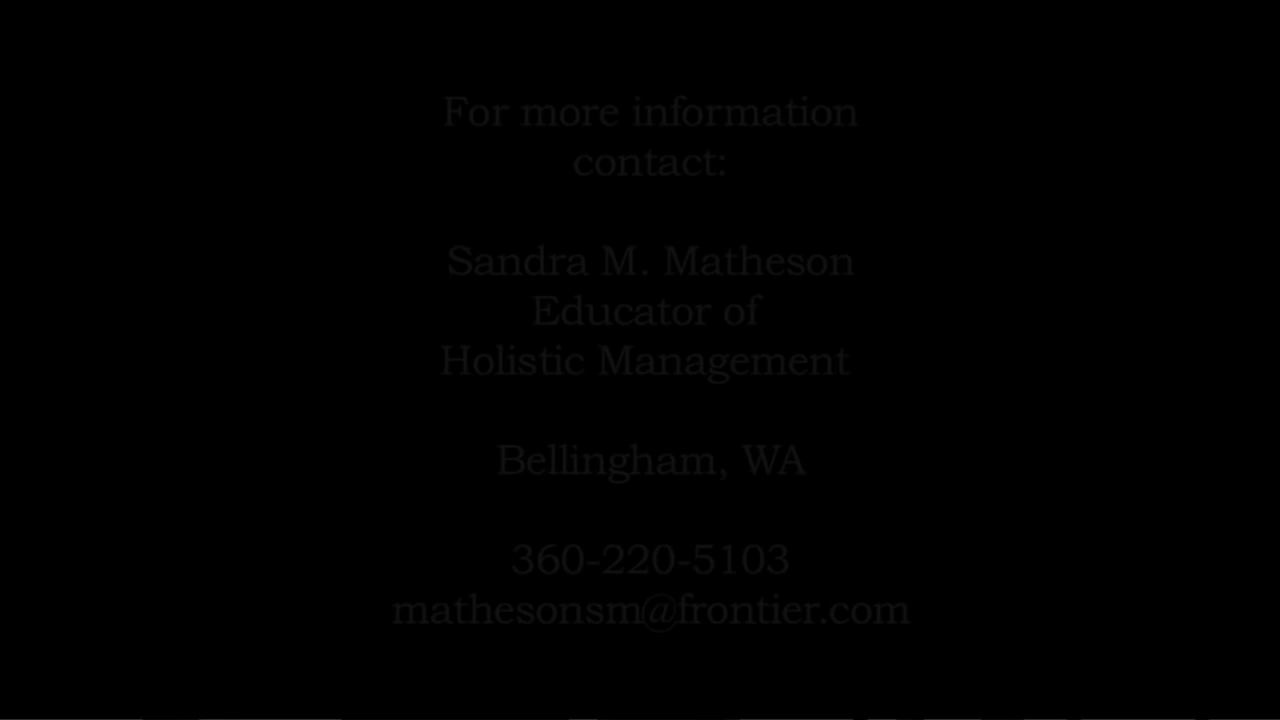 For more information
contact:
Sandra M. Matheson
Educator of
Holistic Management
Bellingham, WA
360-220-5103
mathesonsm@frontier.com